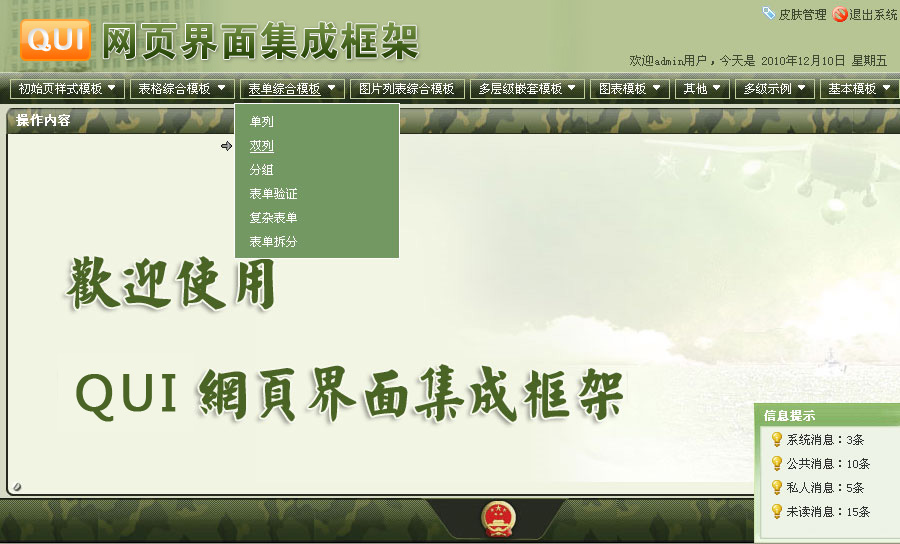 皮肤管理 退出系统
QUI 网页界面集成框架
欢迎admin用户，今天是 2010年12月10日 星期五
初始页样式模板 表格综合模板 表单综合模板 图片列表综合模板 多层级嵌套模板 图表模板 其他 多级示例 基本模板
操作内容
单列
双列
分组
表单验证
复杂表单
表单拆分
歡迎使用
QUI 網頁界面集成框架
信息提示
系统消息：3条
公共消息：10条
私人消息：5条
未读消息：15条